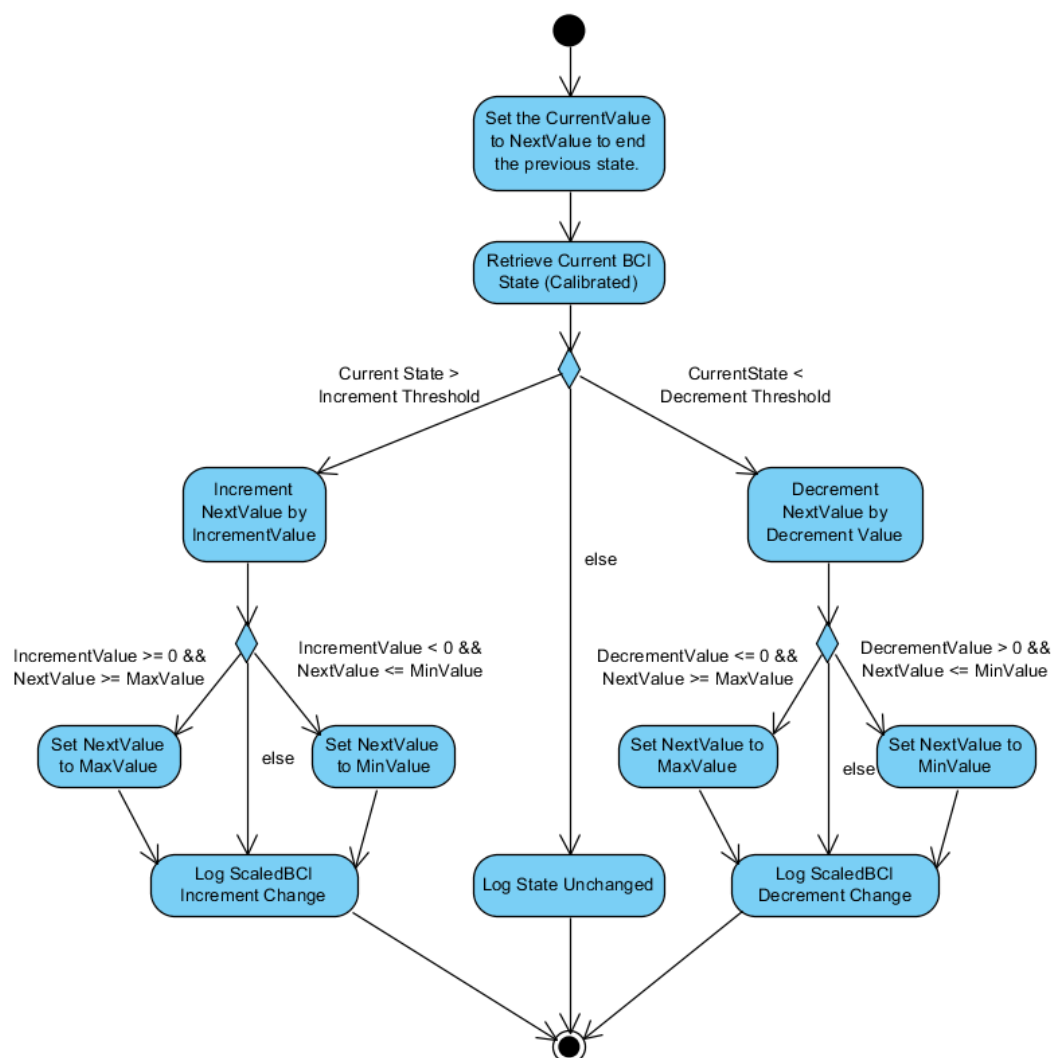 Set the CurrentValue
to NextValue to end
the previous state.
Retrieve Current BCI
State (Calibrated)
Current State >
Increment Threshold
CurrentState <
Decrement Threshold
Increment
NextValue by
IncrementValue
else
Decrement
NextValue by
Decrement Value
IncrementValue >= 0 &&
NextValue >= MaxValue
IncrementValue < 0 &&
NextValue <= MinValue
DecrementValue <= 0 &&
NextValue >= MaxValue
DecrementValue > 0 &&
NextValue <= MinValue
Set NextValue
to MaxValue
else
Set NextValue
to MinValue
Set NextValue to
MaxValue
else
Set NextValue to
MinValue
Log ScaledBCI
Increment Change
Log State Unchanged
Log ScaledBCI
Decrement Change